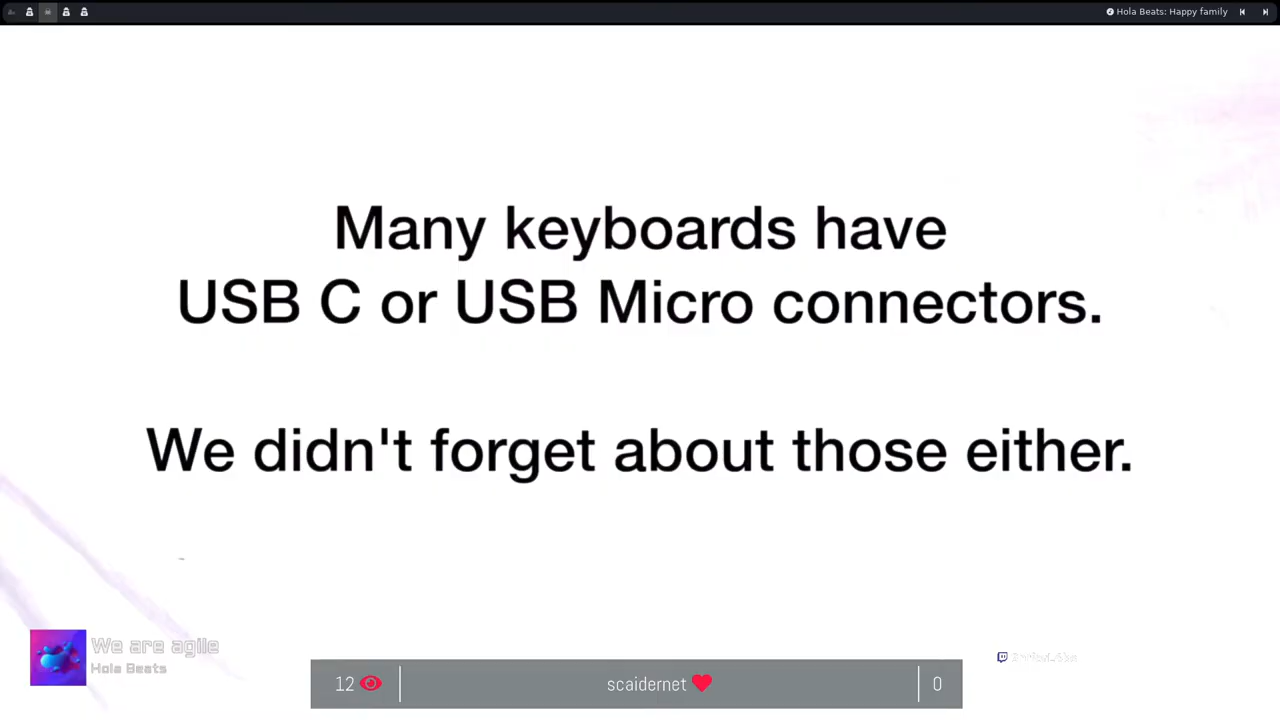 Hola Beats: Happy family
Many keyboards have
USB C or USB Micro connectors.
We didn't forget about those either.
We are agile
Hola Beats
12
scaidernet
0